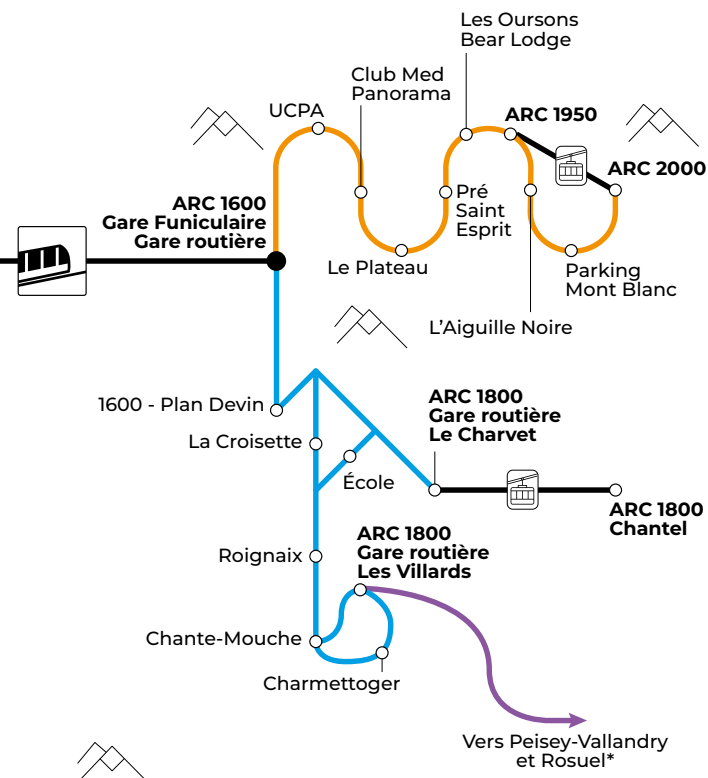 Les Oursons
Bear Lodge
Club Med
Panorama
UCPA
ARC 1950
ARC 2000
ARC 1600
Gare Funiculaire
Gare routière
Pré
Saint
Esprit
Le Plateau
Parking
Mont Blanc
L'Aiguille Noire
1600 - Plan Devin
ARC 1800
Gare routière
Le Charvet
La Croisette
École
ARC 1800
Chantel
ARC 1800
Gare routière
Les Villards
Roignaix
Chante-Mouche
Charmettoger
Vers Peisey-Vallandry
et Rosuel*